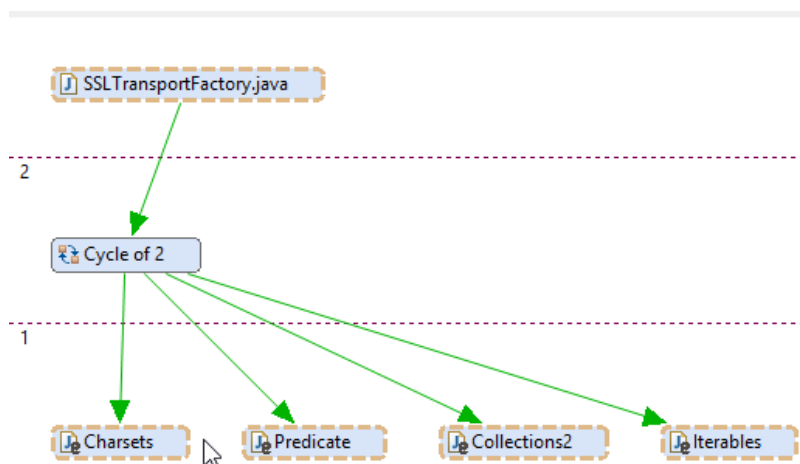 SSLTransportFactory.java
2
Cycle of 2
1
Charsets Predicate Collections2 Iterables